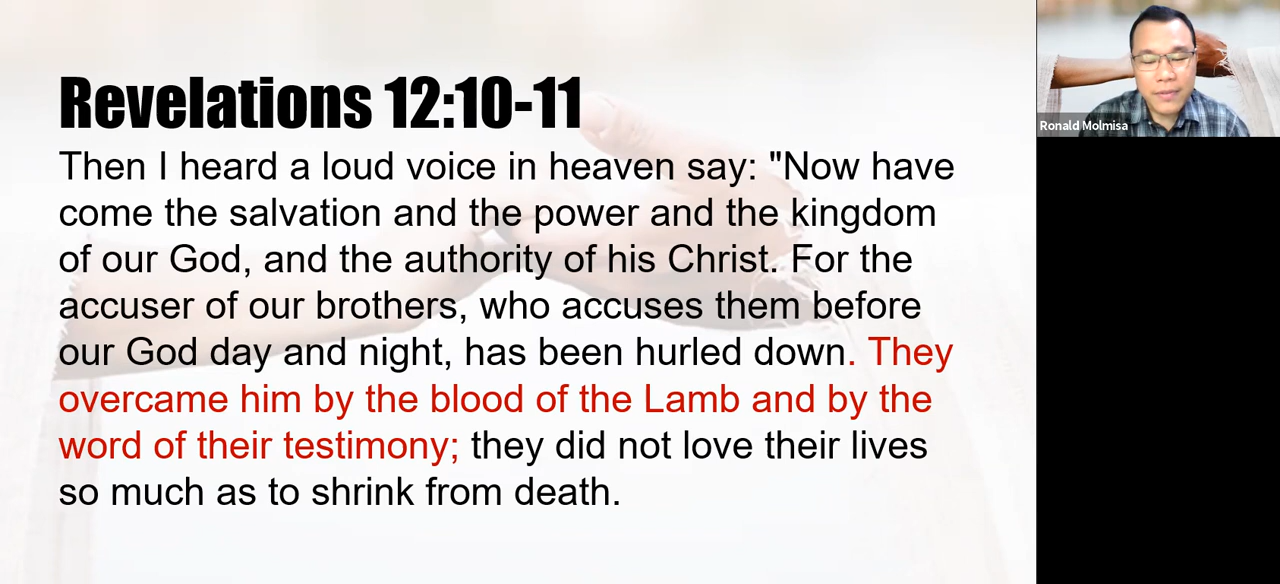 Revelations 12:10-11
Then I heard a loud voice in heaven say: "Now have
come the salvation and the power and the kingdom
of our God, and the authority of his Christ. For the
accuser of our brothers, who accuses them before
our God day and night, has been hurled down. They
overcame him by the blood of the Lamb and by the
word of their testimony; they did not love their lives
so much as to shrink from death.
Ronald Molmisa